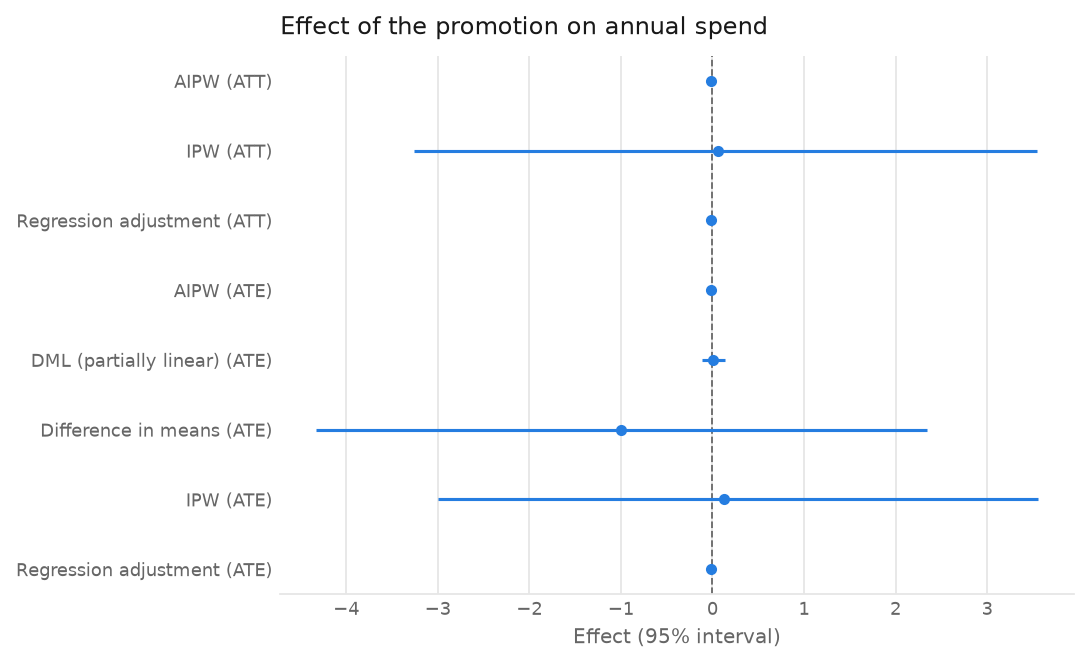 Effect of the promotion on annual spend
AIPW (ATT)
IPW (ATT)
Regression adjustment (ATT)
AIPW (ATE)
DML (partially linear) (ATE)
Difference in means (ATE)
IPW (ATE)
Regression adjustment (ATE)
−4 −3 −2 −1 0 1 2 3
Effect (95% interval)